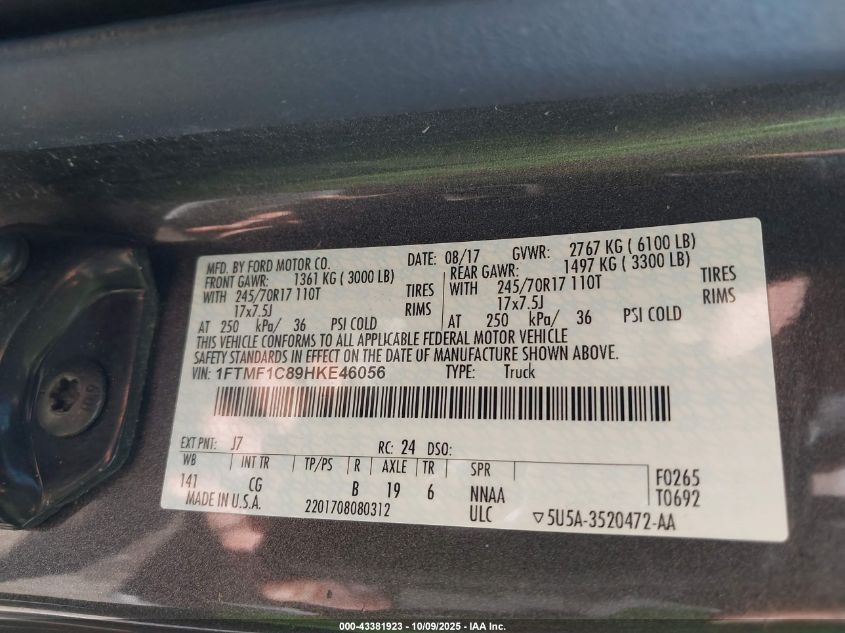 MFD. BY FORD MOTOR CO. DATE: 08/17 GVWR: 2767 KG ( 6100 LB)
FRONT GAWR: 1361 KG ( 3000 LB) REAR GAWR: 1497 KG ( 3300 LB)
WITH 245/70R17 110T TIRES WITH 245/70R17 110T TIRES
17x7.5J RIMS 17x7.5J RIMS
AT 250 kPa/ 36 PSI COLD AT 250 kPa/ 36 PSI COLD
THIS VEHICLE CONFORMS TO ALL APPLICABLE FEDERAL MOTOR VEHICLE
SAFETY STANDARDS IN EFFECT ON THE DATE OF MANUFACTURE SHOWN ABOVE.
VIN: 1FTMF1C89HKE46056 TYPE: Truck
EXT PNT: J7 RC: 24 DSO:
WB INT TR TP/PS R AXLE TR SPR F0265
141 CG B 19 6 NNAA T0692
MADE IN U.S.A. 2201708080312 ULC ▽5U5A-3520472-AA
000-43381923 - 10/09/2025 - IAA Inc.